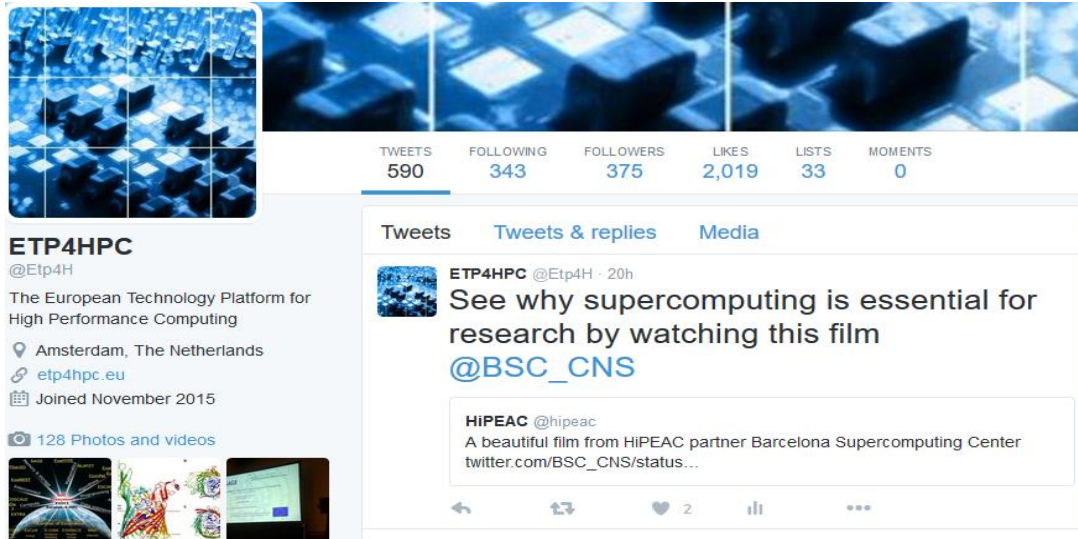 TWEETS FOLLOWING FOLLOWERS LIKES LISTS MOMENTS
590 343 375 2,019 33 0
ETP4HPC
@Etp4H
The European Technology Platform for
High Performance Computing
Amsterdam, The Netherlands
etp4hpc.eu
Joined November 2015
128 Photos and videos
Tweets Tweets & replies Media
ETP4HPC @Etp4H · 20h
See why supercomputing is essential for
research by watching this film
@BSC_CNS
HiPEAC @hipeac
A beautiful film from HiPEAC partner Barcelona Supercomputing Center
twitter.com/BSC_CNS/status...
2